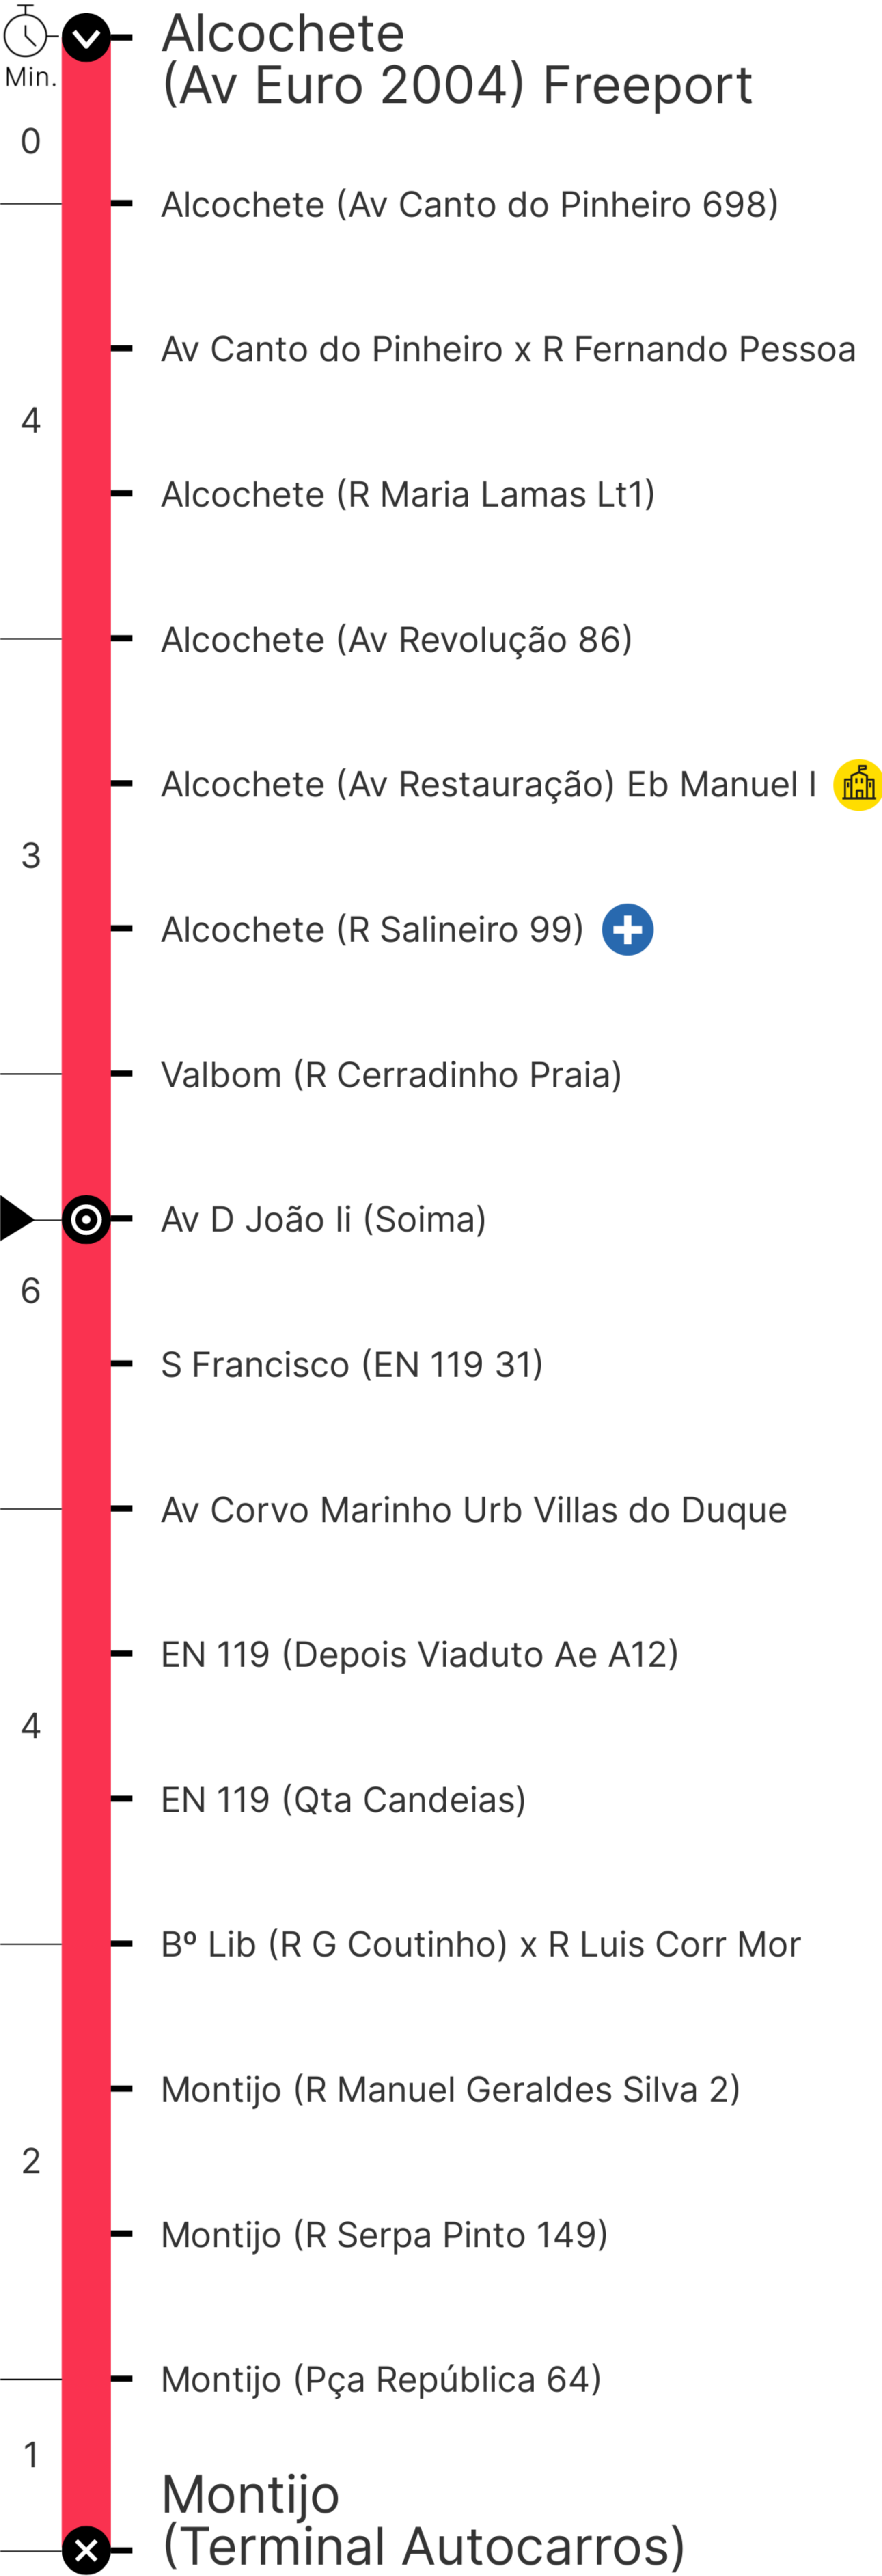 Alcochete
(Av Euro 2004) Freeport
Min.
0
Alcochete (Av Canto do Pinheiro 698)
Av Canto do Pinheiro x R Fernando Pessoa
4
Alcochete (R Maria Lamas Lt1)
Alcochete (Av Revolução 86)
Alcochete (Av Restauração) Eb Manuel I
3
Alcochete (R Salineiro 99)
Valbom (R Cerradinho Praia)
Av D João Ii (Soima)
6
S Francisco (EN 119 31)
Av Corvo Marinho Urb Villas do Duque
EN 119 (Depois Viaduto Ae A12)
4
EN 119 (Qta Candeias)
Bº Lib (R G Coutinho) x R Luis Corr Mor
Montijo (R Manuel Geraldes Silva 2)
2
Montijo (R Serpa Pinto 149)
Montijo (Pça República 64)
1
Montijo
(Terminal Autocarros)